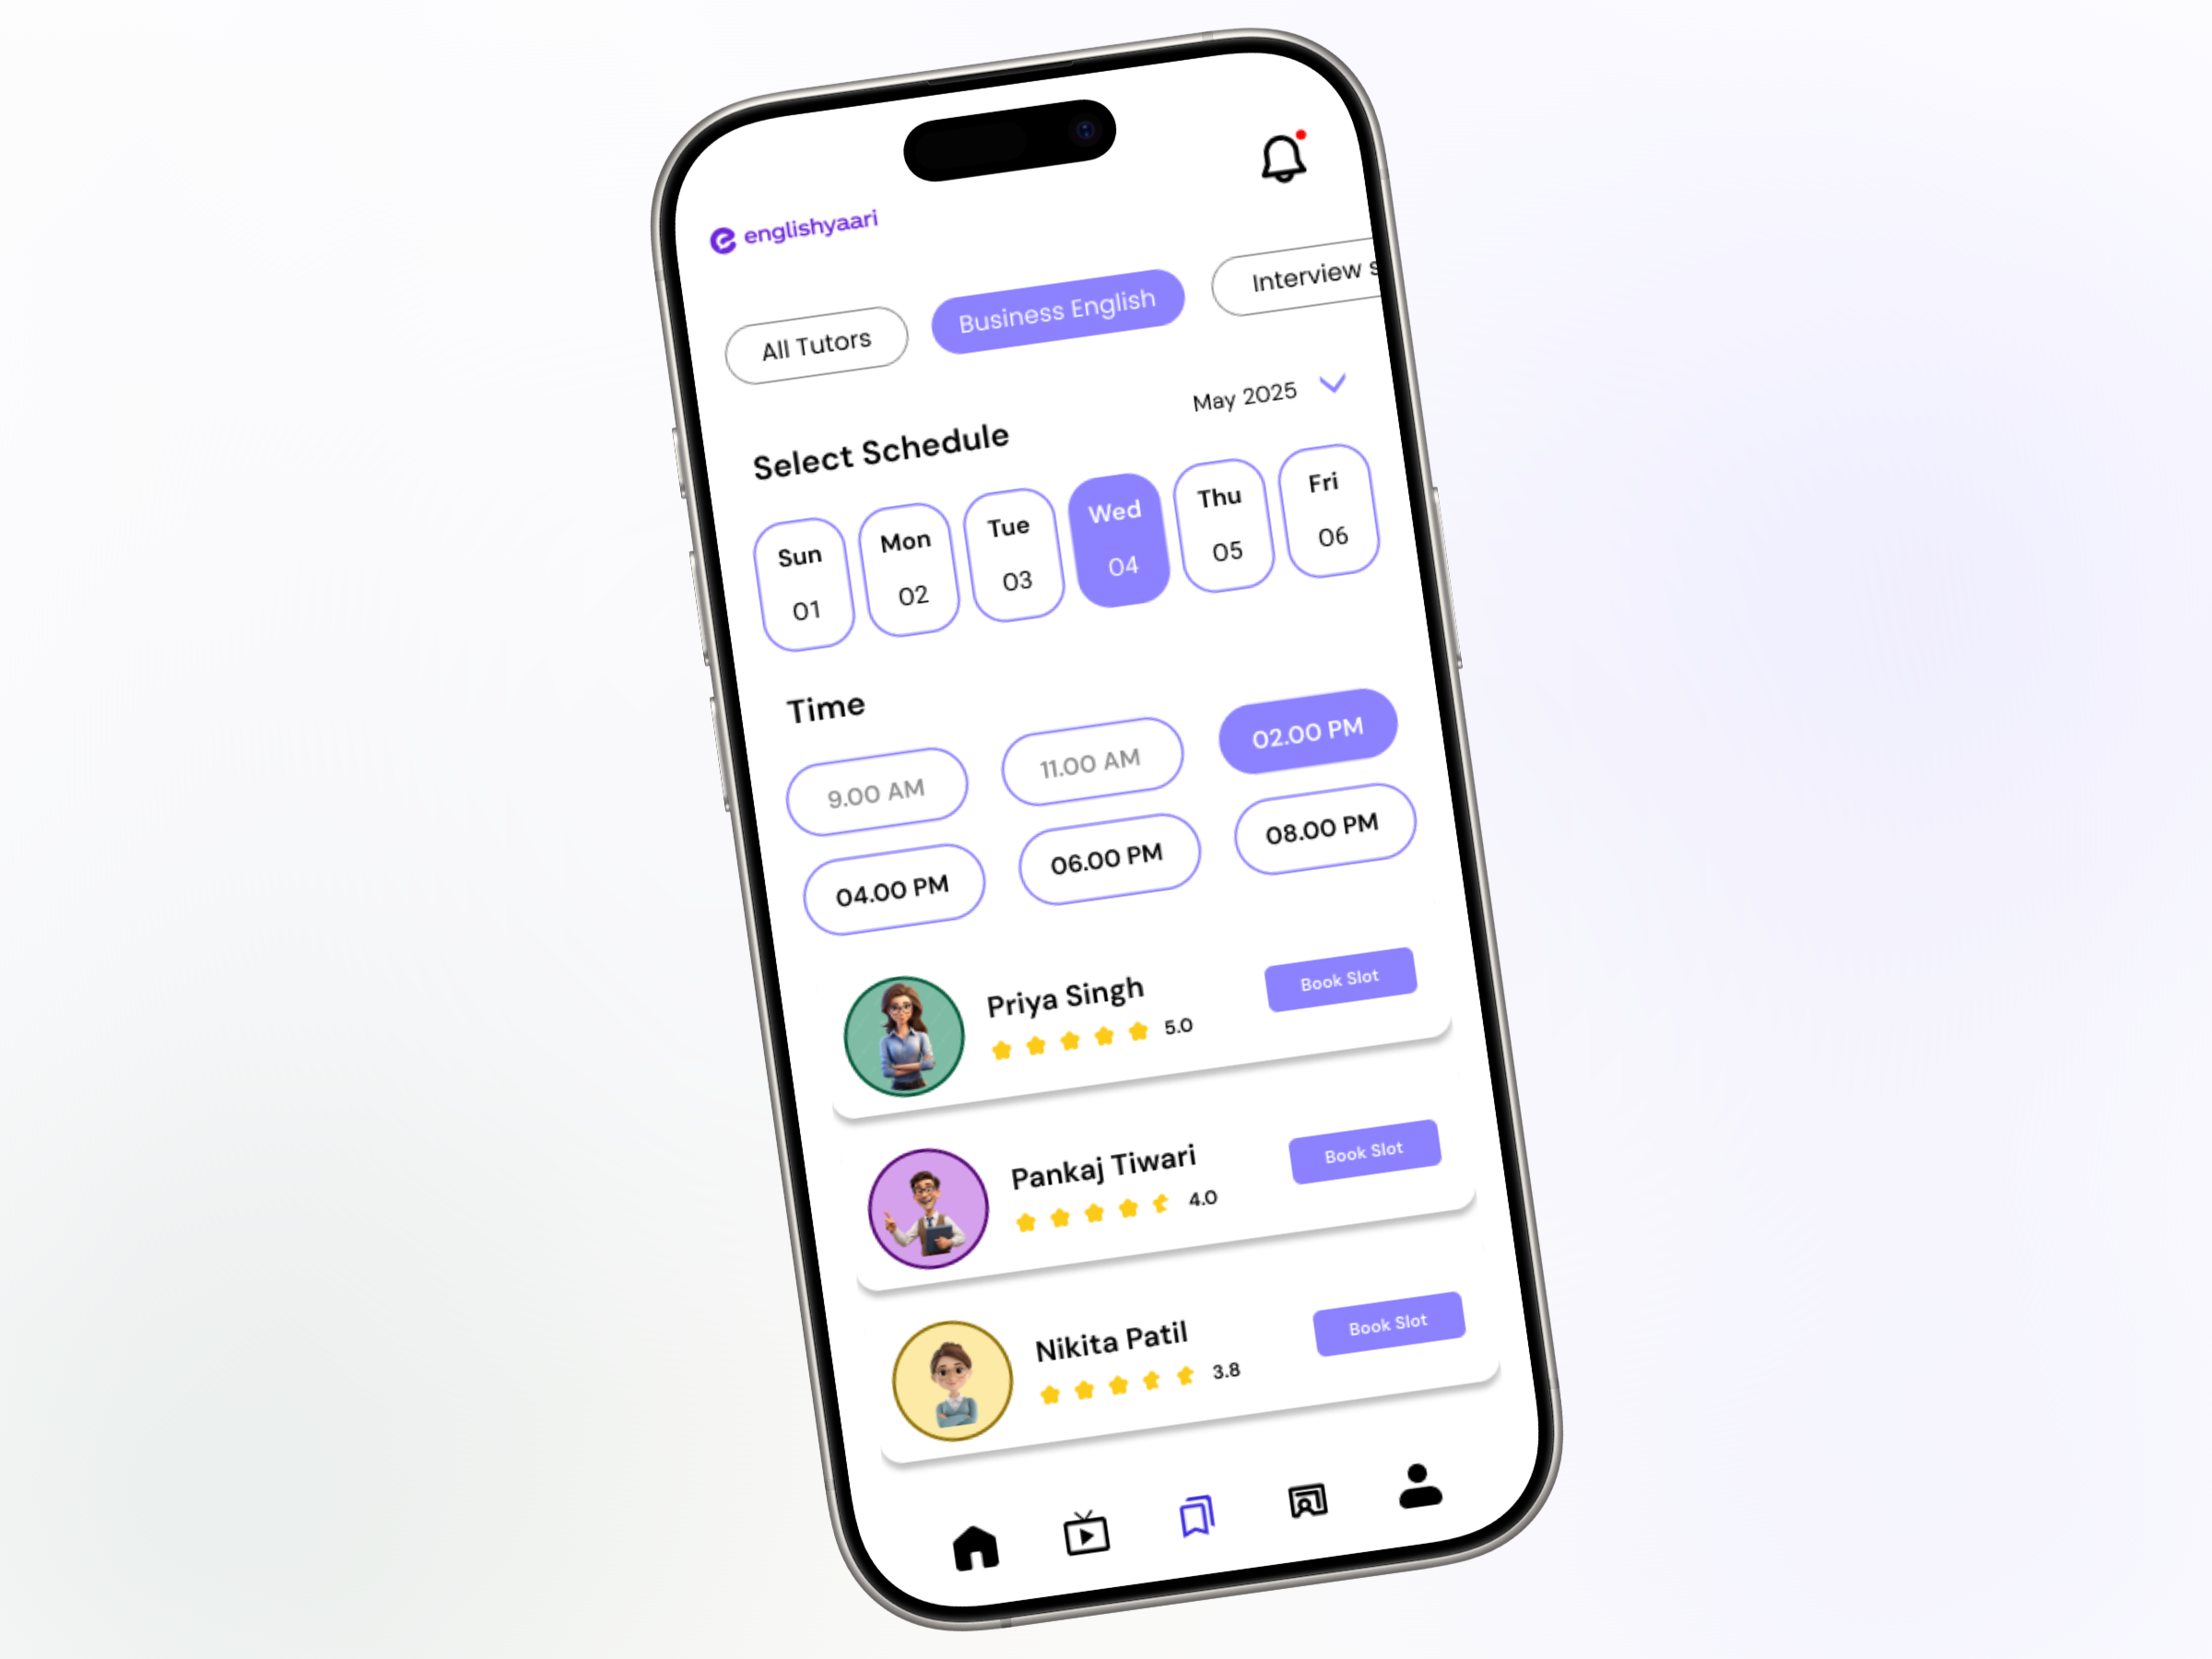 englishyaari
All Tutors
Business English
Interview s
May 2025
Select Schedule
Sun Mon Tue Wed Thu Fri
01 02 03 04 05 06
Time
9.00 AM 11.00 AM 02.00 PM
04.00 PM 06.00 PM 08.00 PM
Priya Singh
5.0
Book Slot
Pankaj Tiwari
4.0
Book Slot
Nikita Patil
3.8
Book Slot